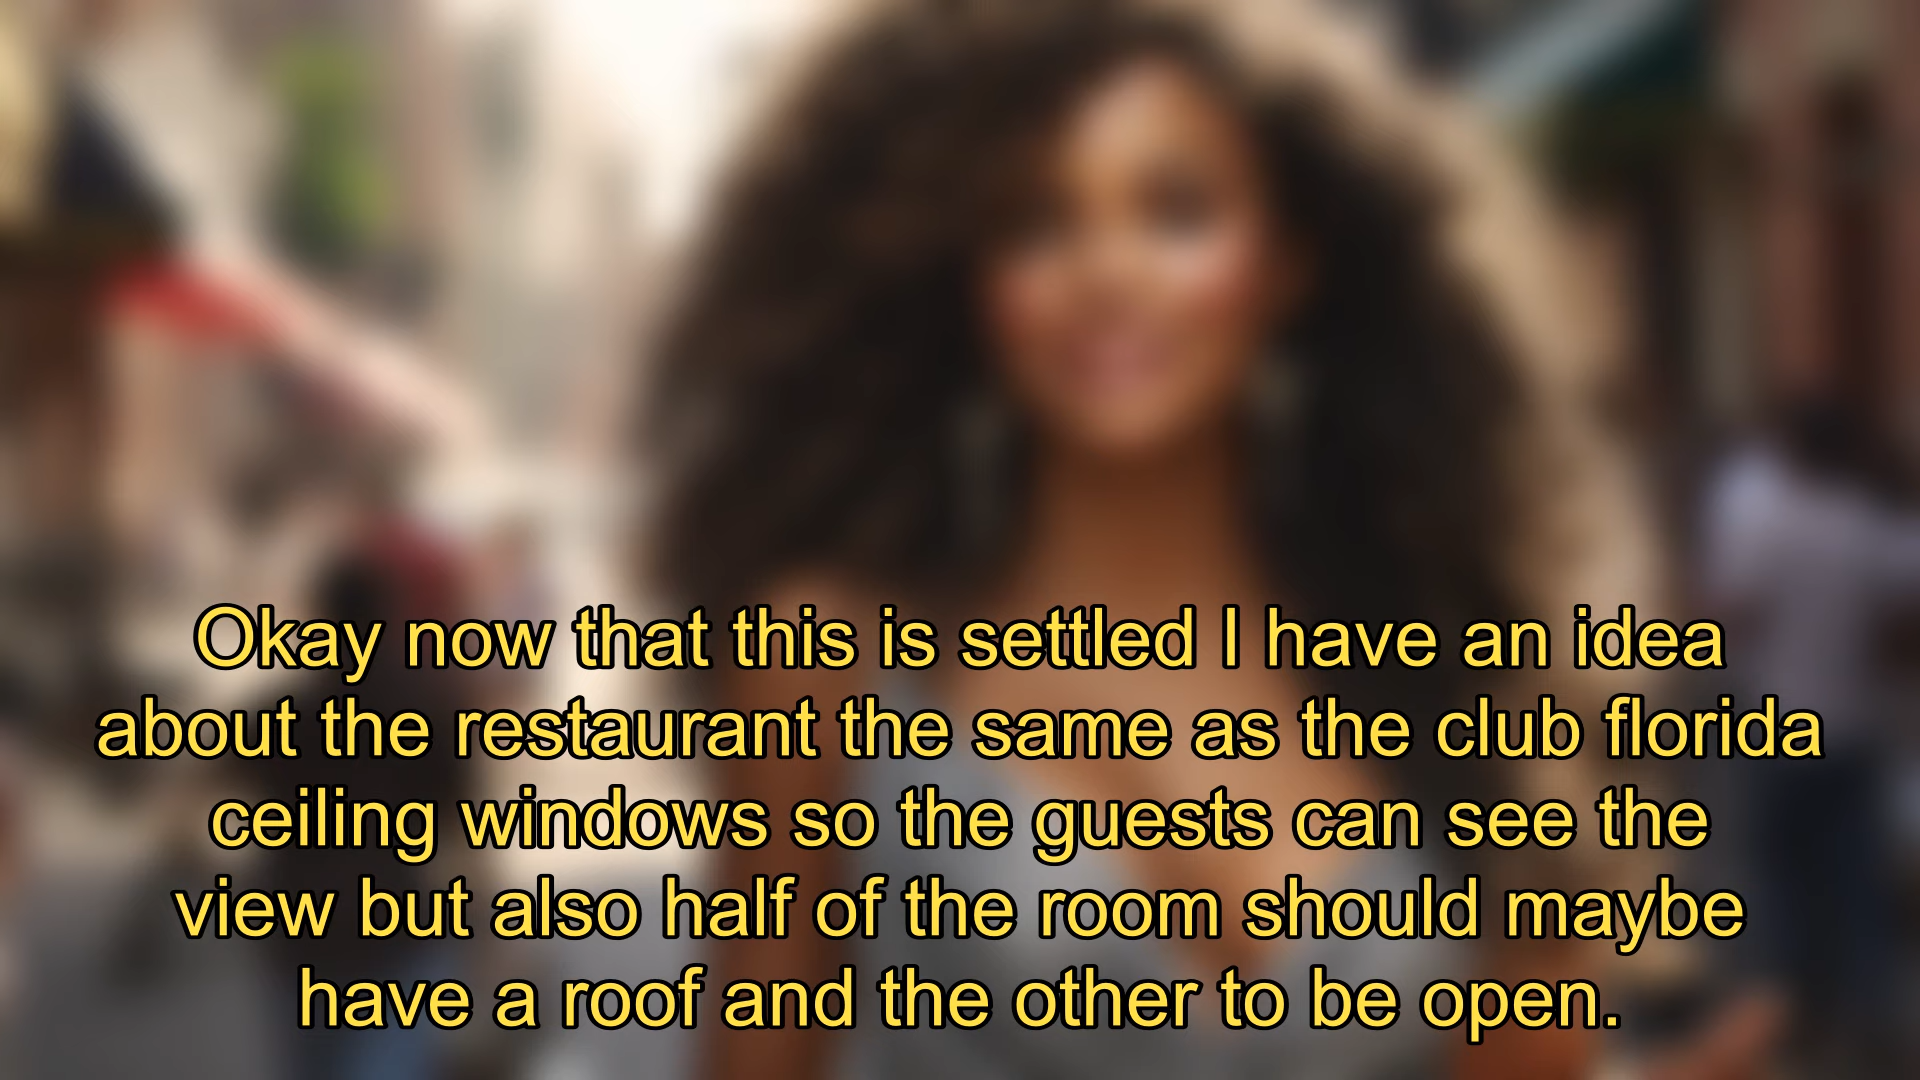 Okay now that this is settled I have an idea
about the restaurant the same as the club florida
ceiling windows so the guests can see the
view but also half of the room should maybe
have a roof and the other to be open.